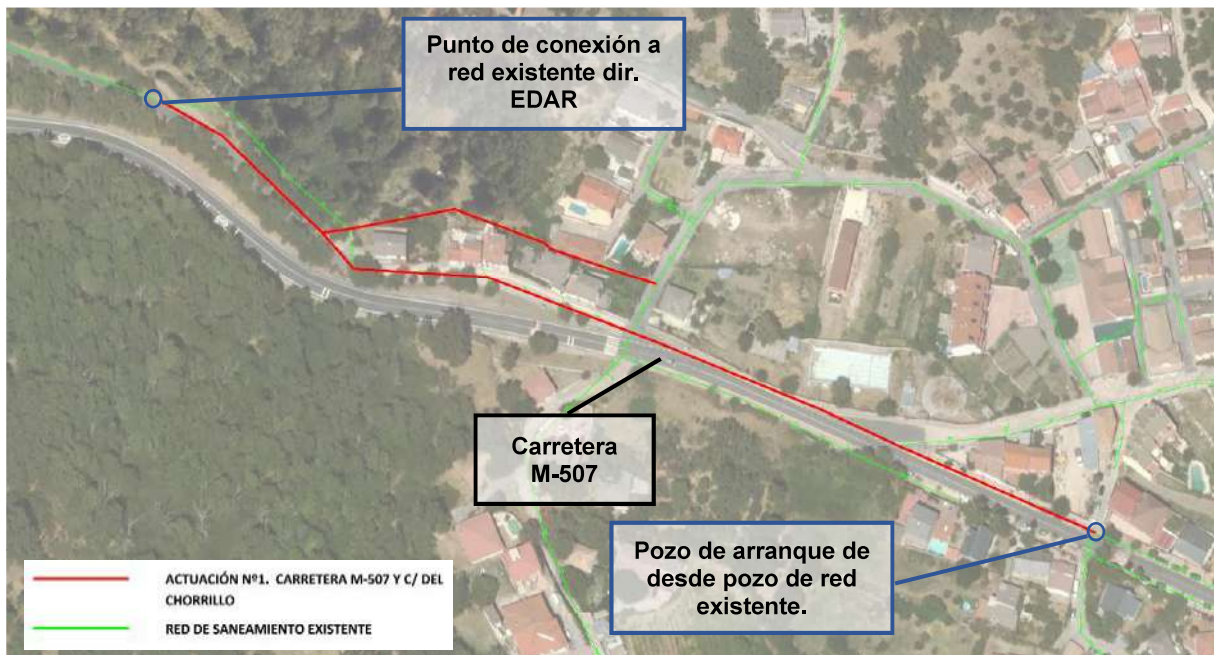 Punto de conexión a
red existente dir.
EDAR
Carretera
M-507
Pozo de arranque de
desde pozo de red
existente.
ACTUACIÓN Nº1. CARRETERA M-507 Y C/ DEL
CHORRILLO
RED DE SANEAMIENTO EXISTENTE